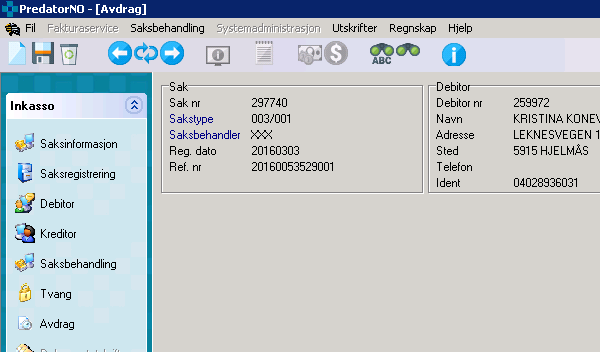 PredatorNO - [Avdrag]
Fil Fakturaservice Saksbehandling Systemadministrasjon Utskrifter Regnskap Hjelp
ABC
Inkasso
Saksinformasjon
Saksregistrering
Debitor
Kreditor
Saksbehandling
Tvang
Avdrag
Sak
Sak nr 297740
Sakstype 003/001
Saksbehandler XXX
Reg. dato 20160303
Ref. nr 20160053529001
Debitor
Debitor nr 259972
Navn KRISTINA KONEV
Adresse LEKNESVEGEN 1
Sted 5915 HJELMÅS
Telefon
Ident 04028936031